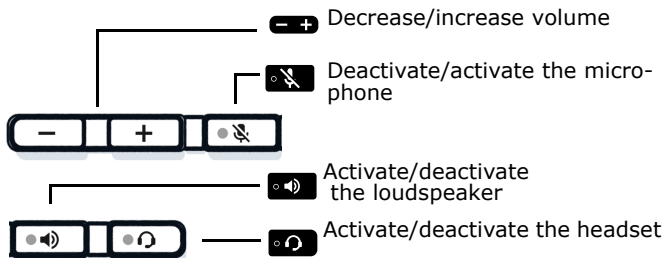 Decrease/increase volume
Deactivate/activate the micro-
phone
Activate/deactivate
the loudspeaker
Activate/deactivate the headset